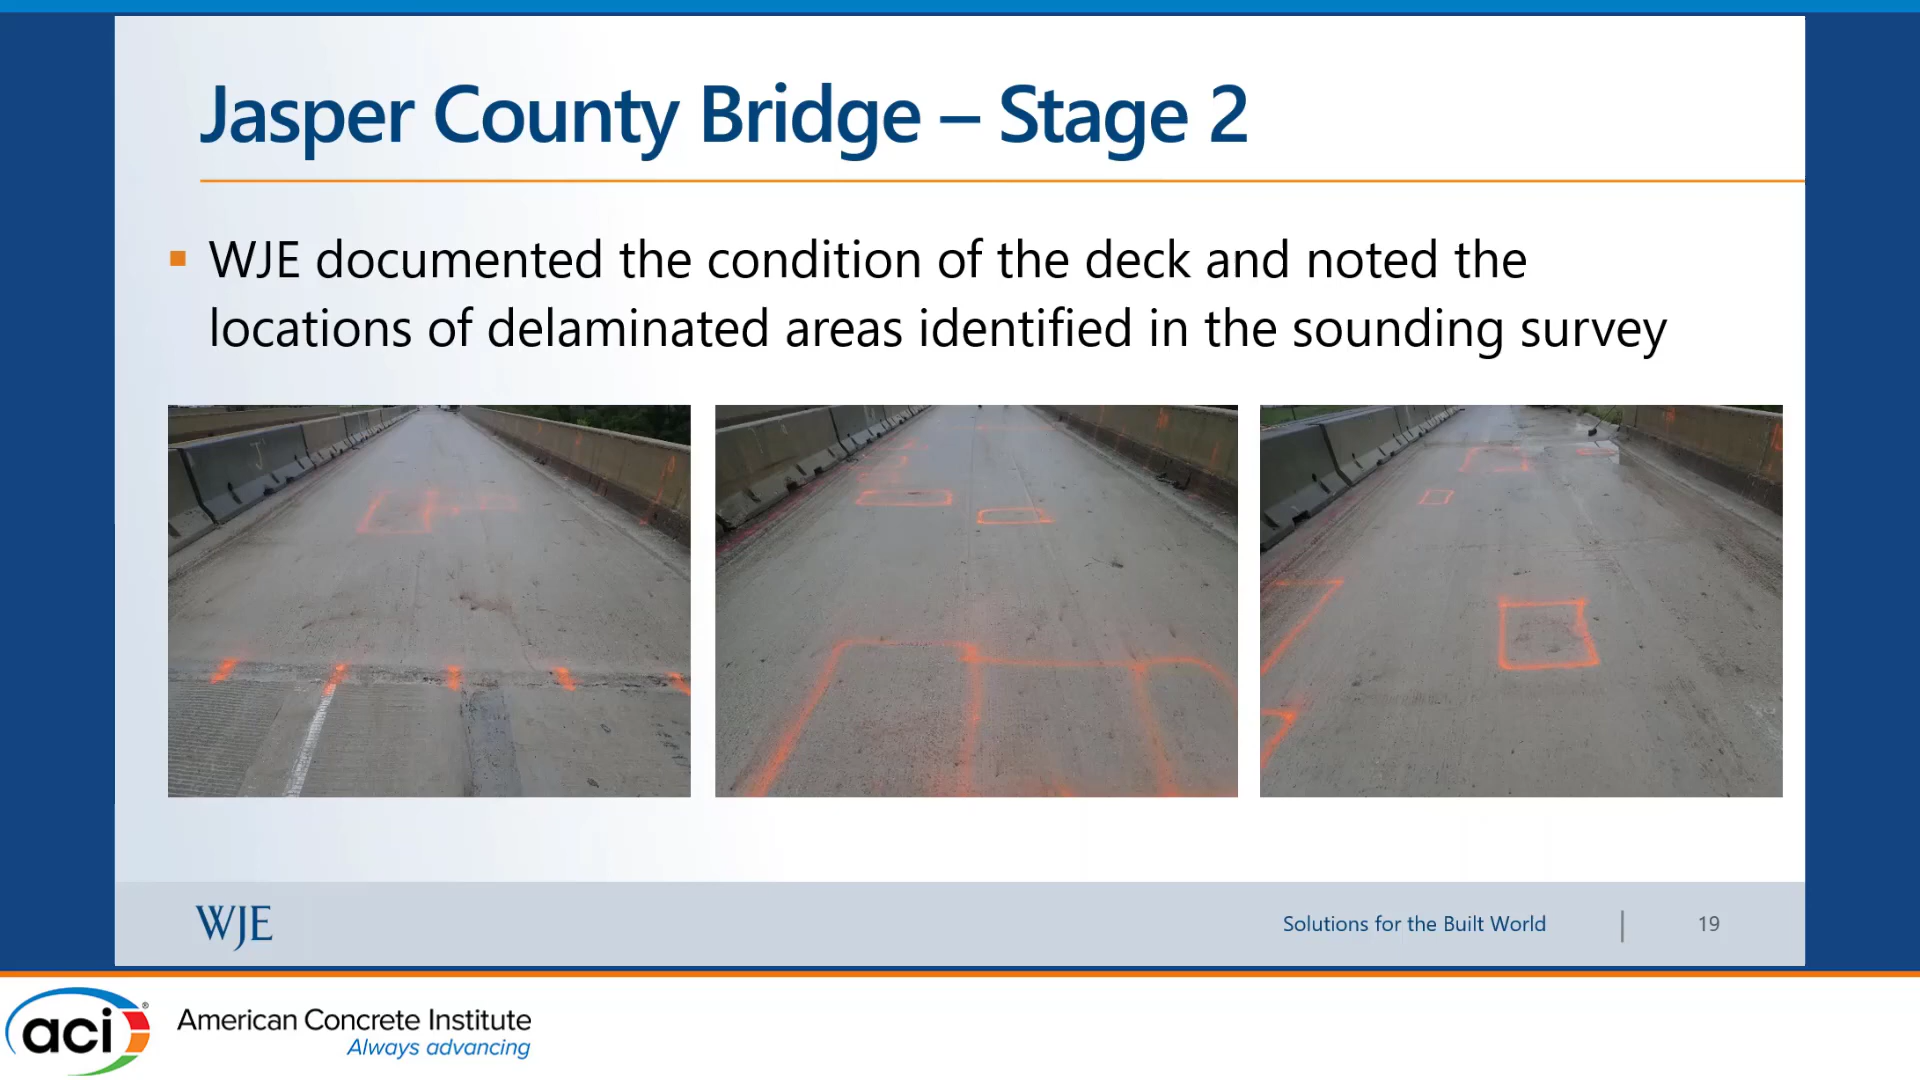 Jasper County Bridge – Stage 2
▪ WJE documented the condition of the deck and noted the
locations of delaminated areas identified in the sounding survey
WJE
Solutions for the Built World | 19
aci®
American Concrete Institute
Always advancing